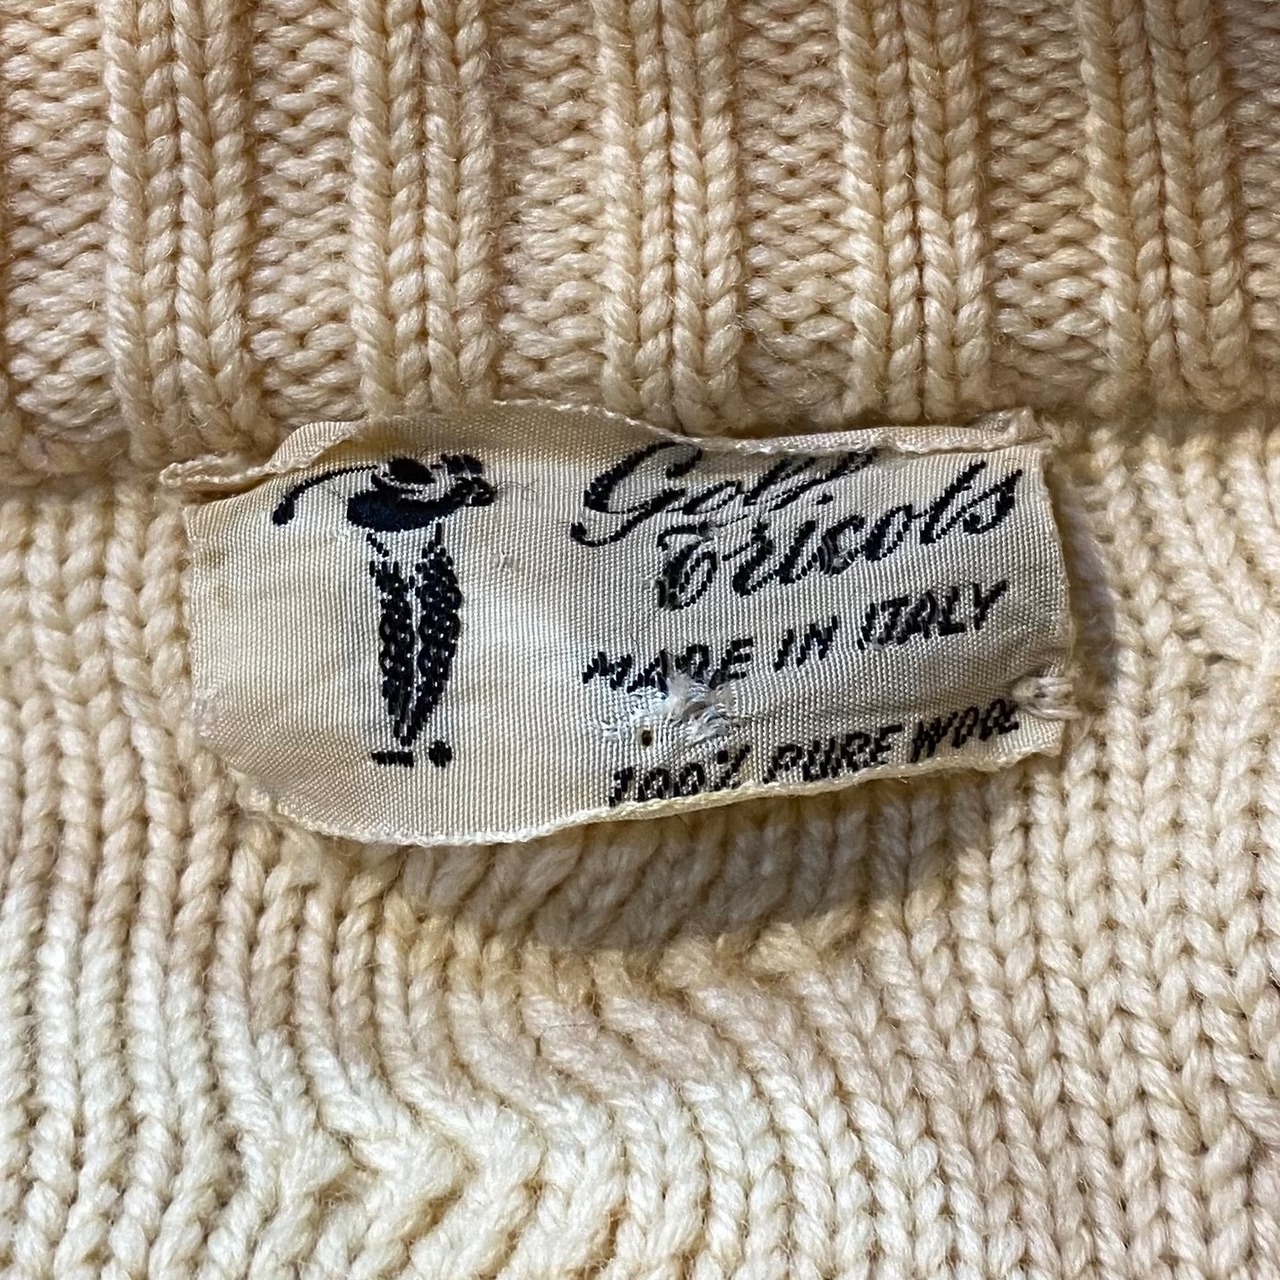 Golf
Tricots
MADE IN ITALY
100% PURE WOOL